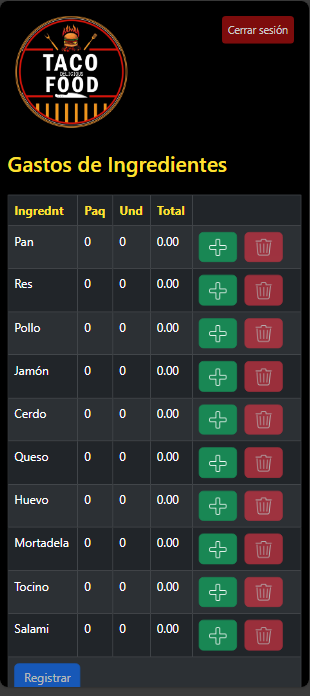 Cerrar sesión
TACO
DELICIOUS
FOOD
Gastos de Ingredientes
Ingrednt Paq Und Total
Pan 0 0 0.00
Res 0 0 0.00
Pollo 0 0 0.00
Jamón 0 0 0.00
Cerdo 0 0 0.00
Queso 0 0 0.00
Huevo 0 0 0.00
Mortadela 0 0 0.00
Tocino 0 0 0.00
Salami 0 0 0.00
Registrar